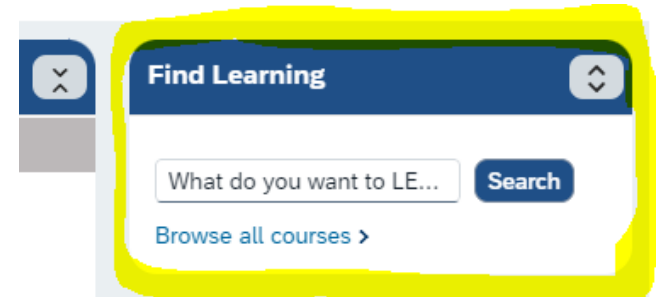 Find Learning
What do you want to LE... Search
Browse all courses >